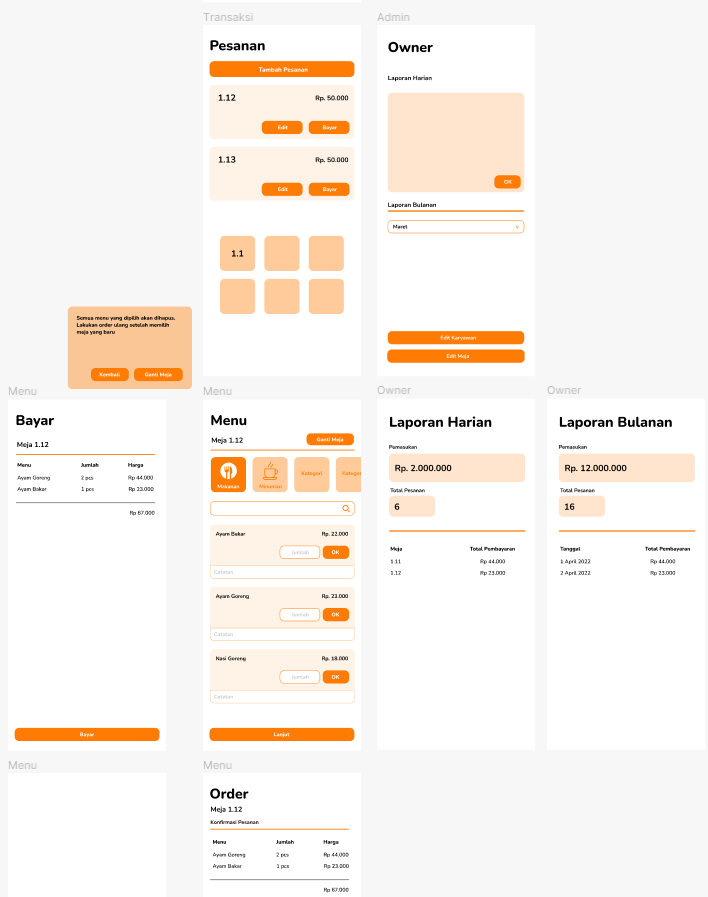 Transaksi
Pesanan
Tambah Pesanan
1.12 Rp. 50.000
Edit Bayar
1.13 Rp. 50.000
Edit Bayar
1.1
Admin
Owner
Laporan Harian
OK
Laporan Bulanan
Maret
Edit Karyawan
Edit Meja
Semua menu yang dipilih akan dihapus.
Lakukan order ulang setelah memilih
meja yang baru
Kembali Ganti Meja
Menu
Bayar
Meja 1.12
Menu Jumlah Harga
Ayam Goreng 2 pcs Rp 44.000
Ayam Bakar 1 pcs Rp 23.000
Rp 67.000
Bayar
Menu
Menu
Meja 1.12 Ganti Meja
Makanan Minuman Kategori Kategori
Ayam Bakar Rp. 22.000
Jumlah OK
Catatan
Ayam Goreng Rp. 23.000
Jumlah OK
Catatan
Nasi Goreng Rp. 18.000
Jumlah OK
Catatan
Lanjut
Owner
Laporan Harian
Pemasukan
Rp. 2.000.000
Total Pesanan
6
Meja Total Pembayaran
1.11 Rp 44.000
1.12 Rp 23.000
Owner
Laporan Bulanan
Pemasukan
Rp. 12.000.000
Total Pesanan
16
Tanggal Total Pembayaran
1 April 2022 Rp 44.000
2 April 2022 Rp 23.000
Menu
Menu
Order
Meja 1.12
Konfirmasi Pesanan
Menu Jumlah Harga
Ayam Goreng 2 pcs Rp 44.000
Ayam Bakar 1 pcs Rp 23.000
Rp 67.000